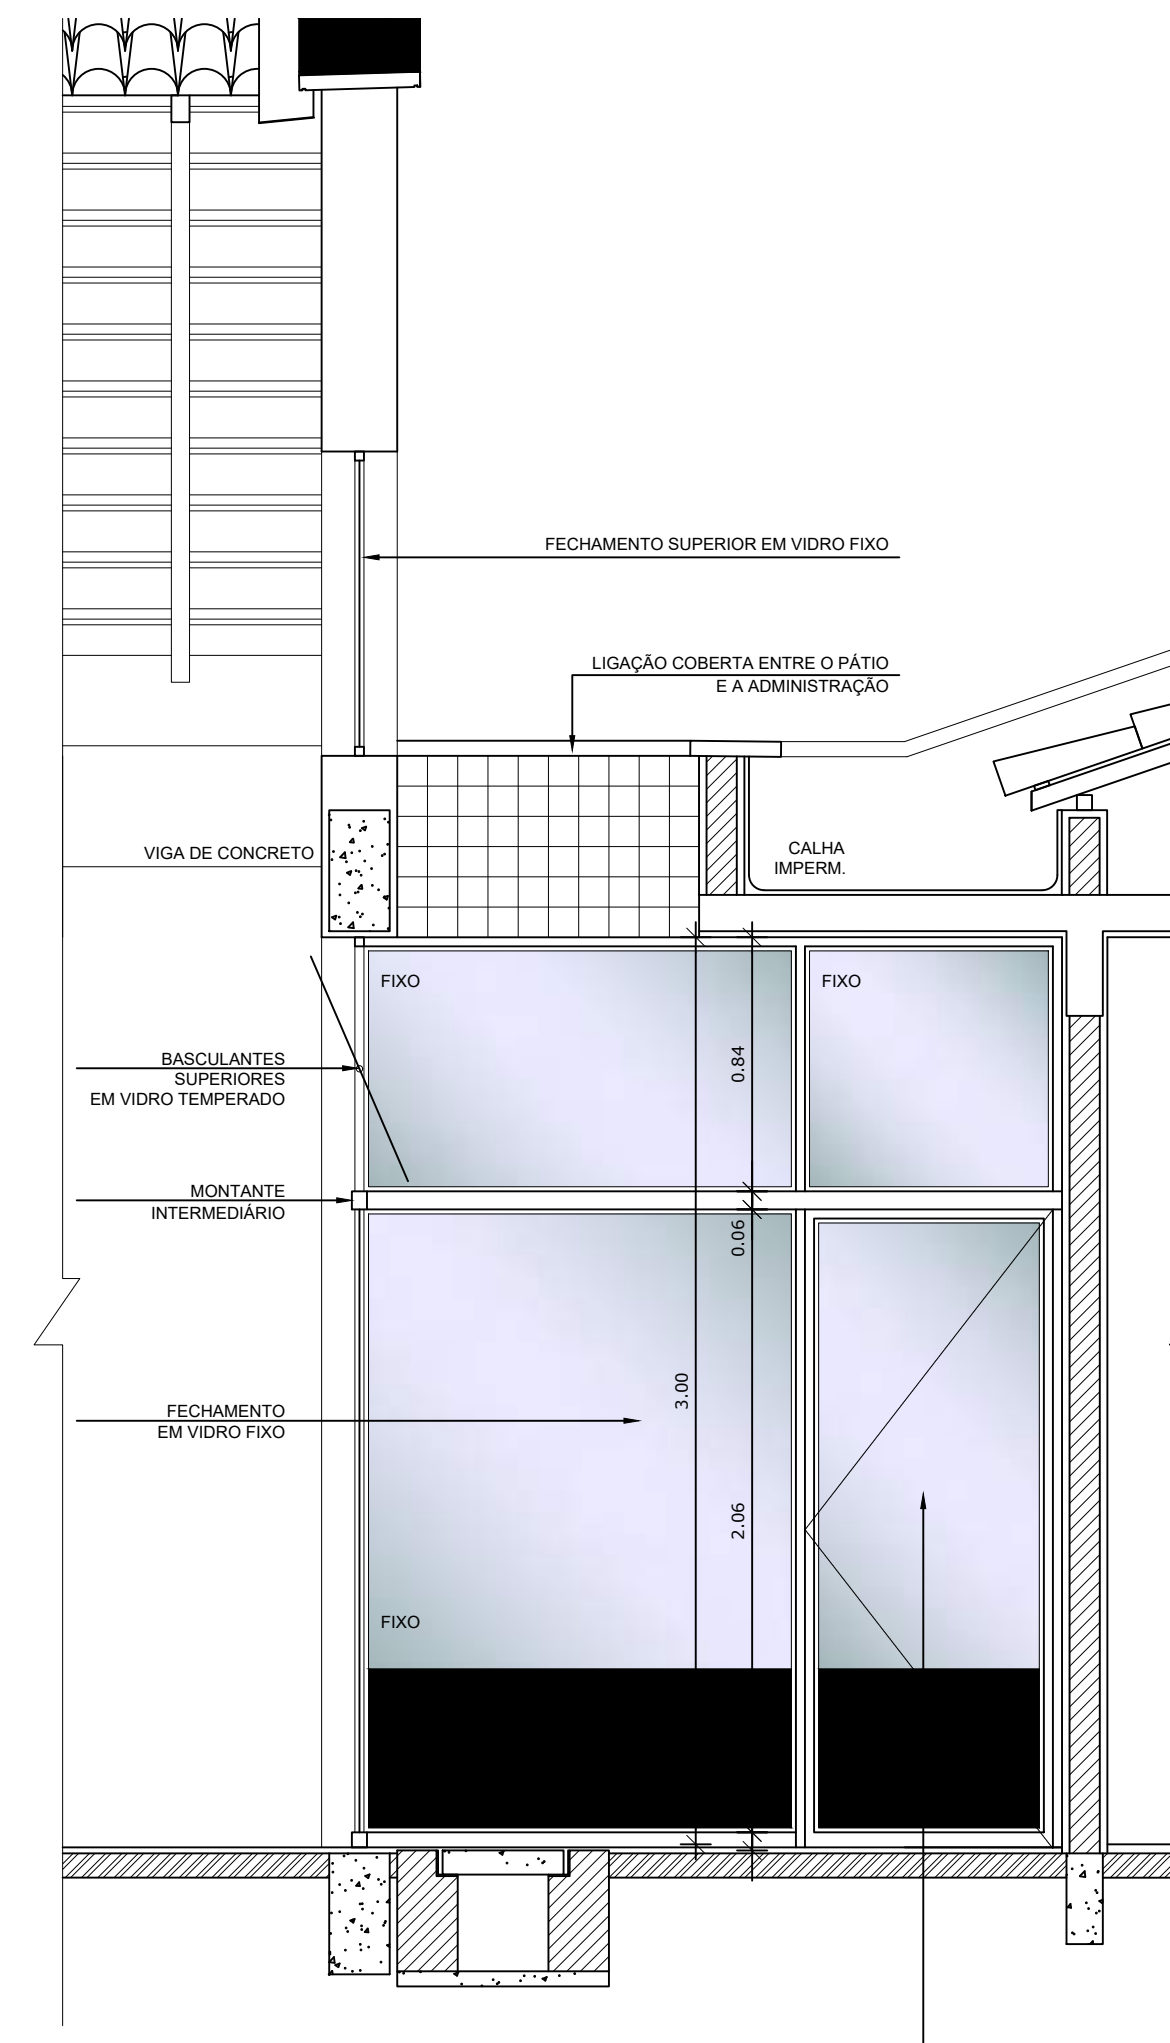 FECHAMENTO SUPERIOR EM VIDRO FIXO
LIGAÇÃO COBERTA ENTRE O PÁTIO
E A ADMINISTRAÇÃO
VIGA DE CONCRETO
CALHA
IMPERM.
FIXO
FIXO
BASCULANTES
SUPERIORES
EM VIDRO TEMPERADO
0.84
MONTANTE
INTERMEDIÁRIO
0.06
3.00
FECHAMENTO
EM VIDRO FIXO
2.06
FIXO